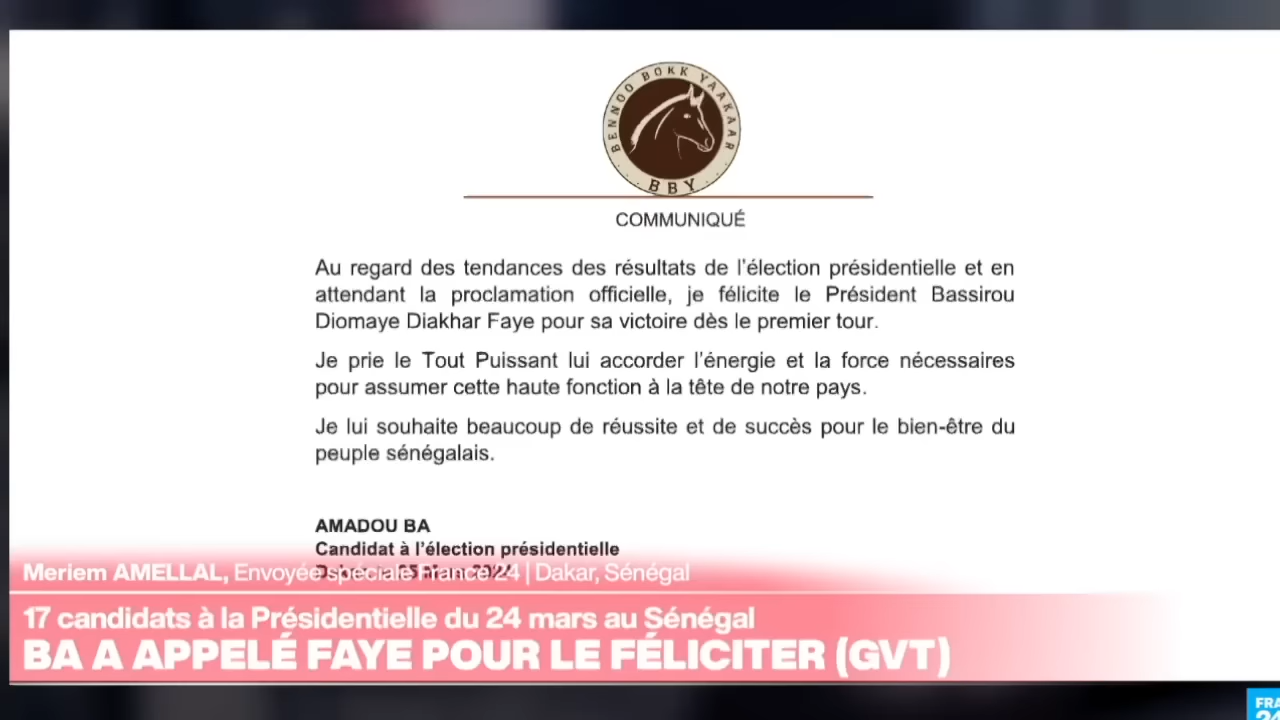 BENNOO BOKK YAAKAAR
BBY
COMMUNIQUÉ
Au regard des tendances des résultats de l'élection présidentielle et en
attendant la proclamation officielle, je félicite le Président Bassirou
Diomaye Diakhar Faye pour sa victoire dès le premier tour.
Je prie le Tout Puissant lui accorder l'énergie et la force nécessaires
pour assumer cette haute fonction à la tête de notre pays.
Je lui souhaite beaucoup de réussite et de succès pour le bien-être du
peuple sénégalais.
AMADOU BA
Candidat à l'élection présidentielle
Meriem AMELLAL, Envoyée spéciale France 24 | Dakar, Sénégal
17 candidats à la Présidentielle du 24 mars au Sénégal
BA A APPELÉ FAYE POUR LE FÉLICITER (GVT)